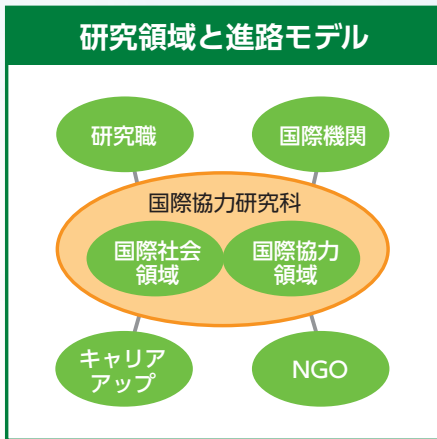 研究領域と進路モデル
研究職
国際機関
国際協力研究科
国際社会
領域
国際協力
領域
キャリア
アップ
NGO